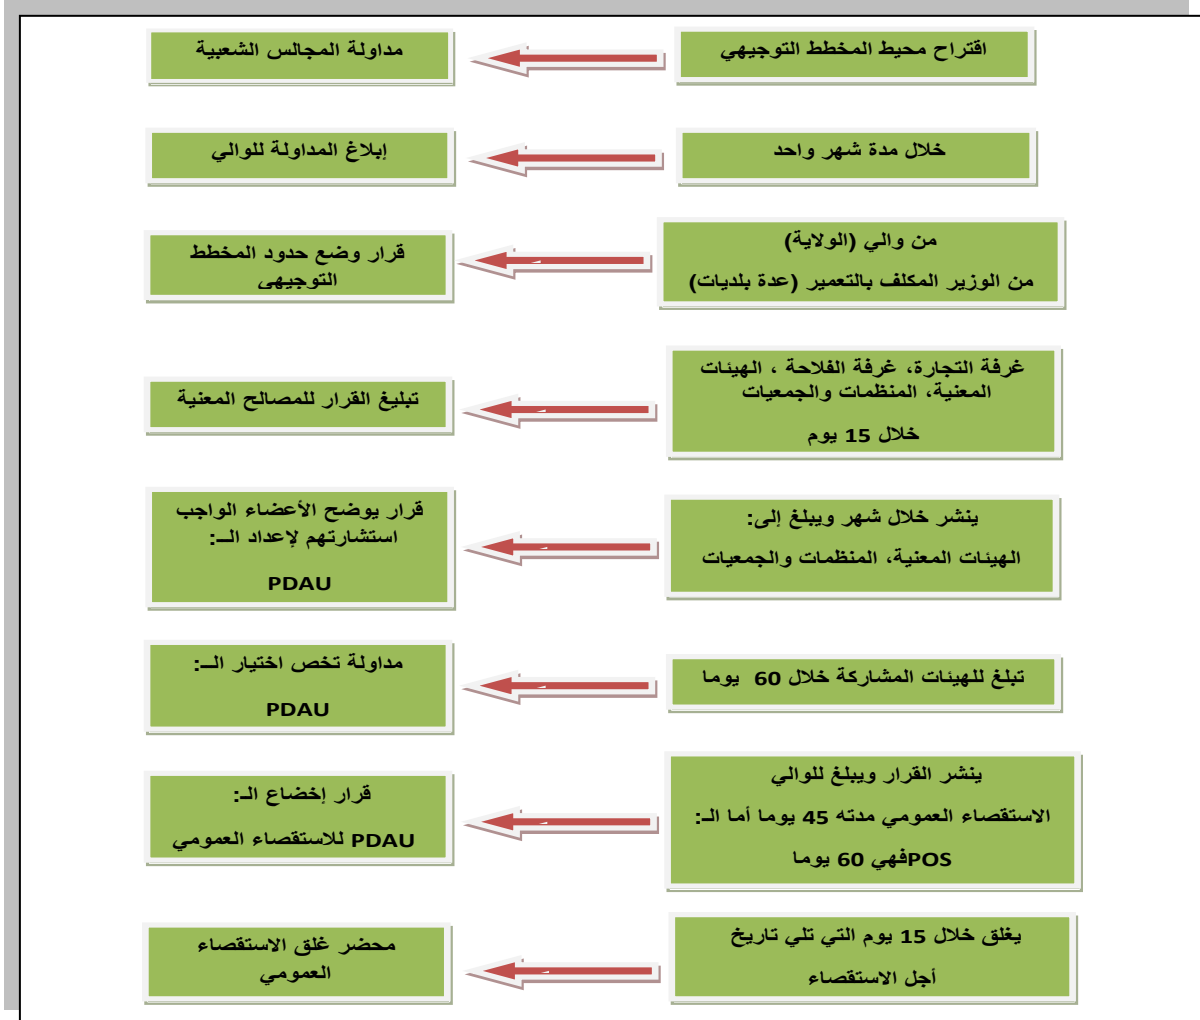 اقتراح محيط المخطط التوجيهي
مداولة المجالس الشعبية
خلال مدة شهر واحد
إبلاغ المداولة للوالي
من والي (الولاية)
من الوزير المكلف بالتعمير (عدة بلديات)
قرار وضع حدود المخطط
التوجيهي
غرفة التجارة، غرفة الفلاحة ، الهيئات
المعنية، المنظمات والجمعيات
خلال 15 يوم
تبليغ القرار للمصالح المعنية
ينشر خلال شهر ويبلغ إلى:
الهيئات المعنية، المنظمات والجمعيات
قرار يوضح الأعضاء الواجب
استشارتهم لإعداد الــ:
PDAU
تبلغ للهيئات المشاركة خلال 60 يوما
مداولة تخص اختيار الــ:
PDAU
ينشر القرار ويبلغ للوالي
الاستقصاء العمومي مدته 45 يوما أما الـ:
POSفهي 60 يوما
قرار إخضاع الـ:
PDAU للاستقصاء العمومي
يغلق خلال 15 يوم التي تلي تاريخ
أجل الاستقصاء
محضر غلق الاستقصاء
العمومي